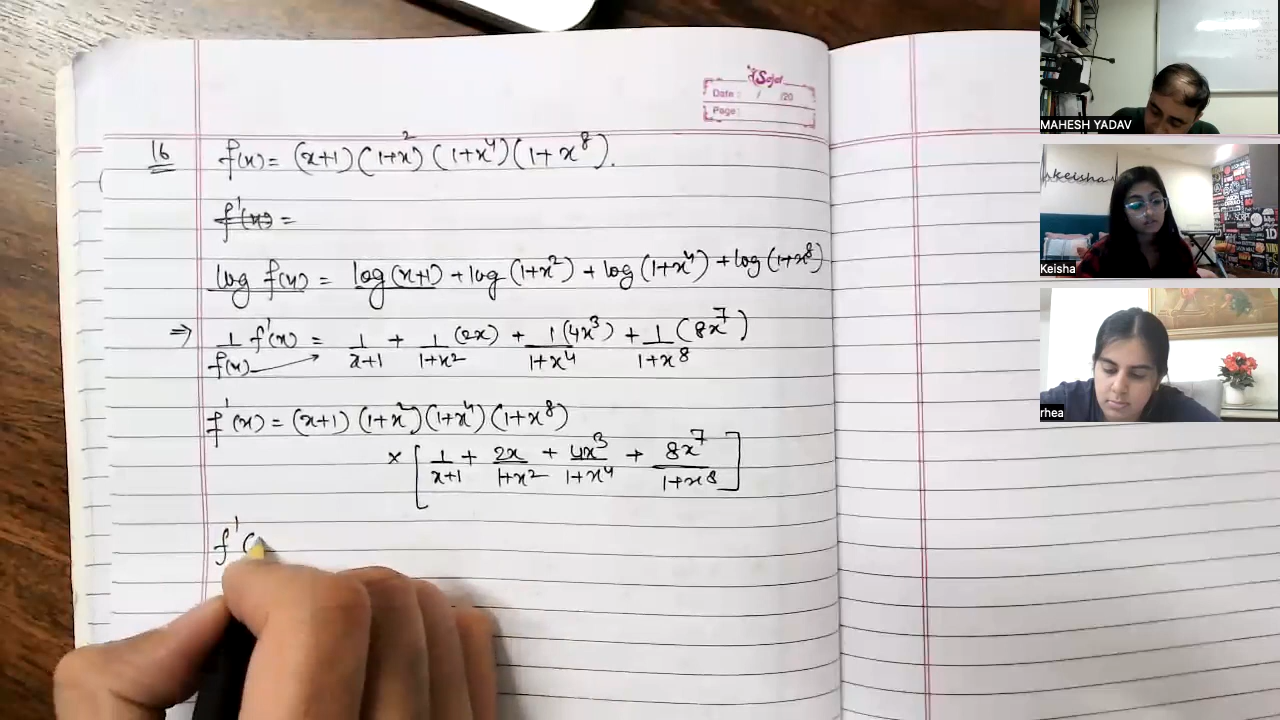 Sajal
Date : / /20
Page:
16 f(x) = (x+1) (1+x²) (1+x⁴) (1+x⁸).
f'(x) =
log f(x) = log(x+1) + log(1+x²) + log(1+x⁴) + log(1+x⁸)
⇒ 1/f(x) f'(x) = 1/(x+1) + 1/(1+x²) (2x) + 1/(1+x⁴) (4x³) + 1/(1+x⁸) (8x⁷)
f'(x) = (x+1) (1+x²) (1+x⁴) (1+x⁸)
× [ 1/(x+1) + 2x/(1+x²) + 4x³/(1+x⁴) + 8x⁷/(1+x⁸) ]
f'(
MAHESH YADAV
keisha
Keisha
rhea